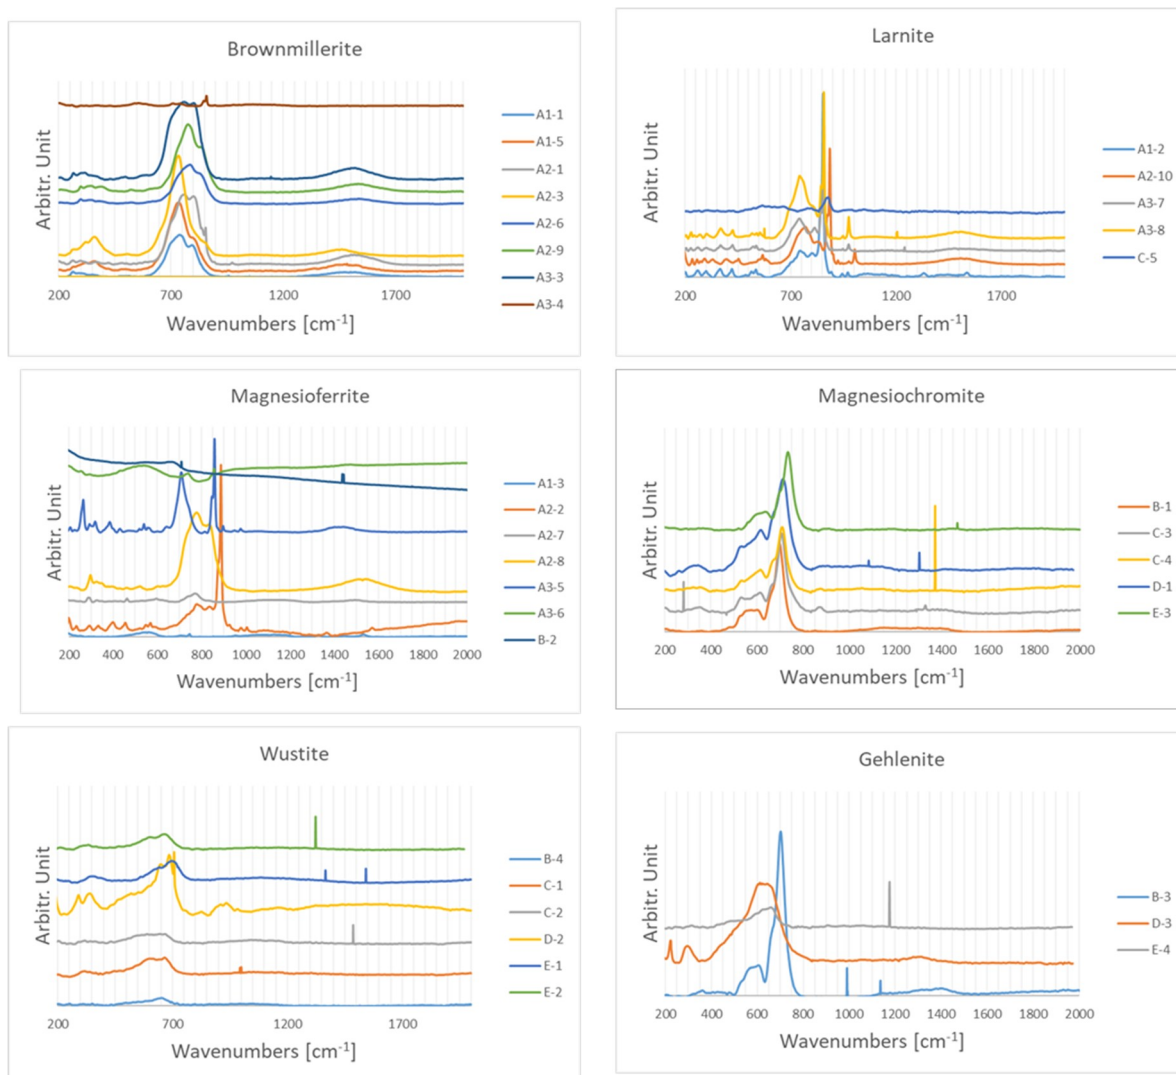 Brownmillerite
Arbitr. Unit
A1-1
A1-5
A2-1
A2-3
A2-6
A2-9
A3-3
A3-4
200 700 1200 1700
Wavenumbers [cm⁻¹]
Larnite
Arbitr. Unit
A1-2
A2-10
A3-7
A3-8
C-5
200 700 1200 1700
Wavenumbers [cm⁻¹]
Magnesioferrite
Arbitr. Unit
A1-3
A2-2
A2-7
A2-8
A3-5
A3-6
B-2
200 400 600 800 1000 1200 1400 1600 1800 2000
Wavenumbers [cm⁻¹]
Magnesiochromite
Arbitr. Unit
B-1
C-3
C-4
D-1
E-3
200 400 600 800 1000 1200 1400 1600 1800 2000
Wavenumbers [cm⁻¹]
Wustite
Arbitr. Unit
B-4
C-1
C-2
D-2
E-1
E-2
200 700 1200 1700
Wavenumbers [cm⁻¹]
Gehlenite
Arbitr. Unit
B-3
D-3
E-4
200 400 600 800 1000 1200 1400 1600 1800 2000
Wavenumbers [cm⁻¹]